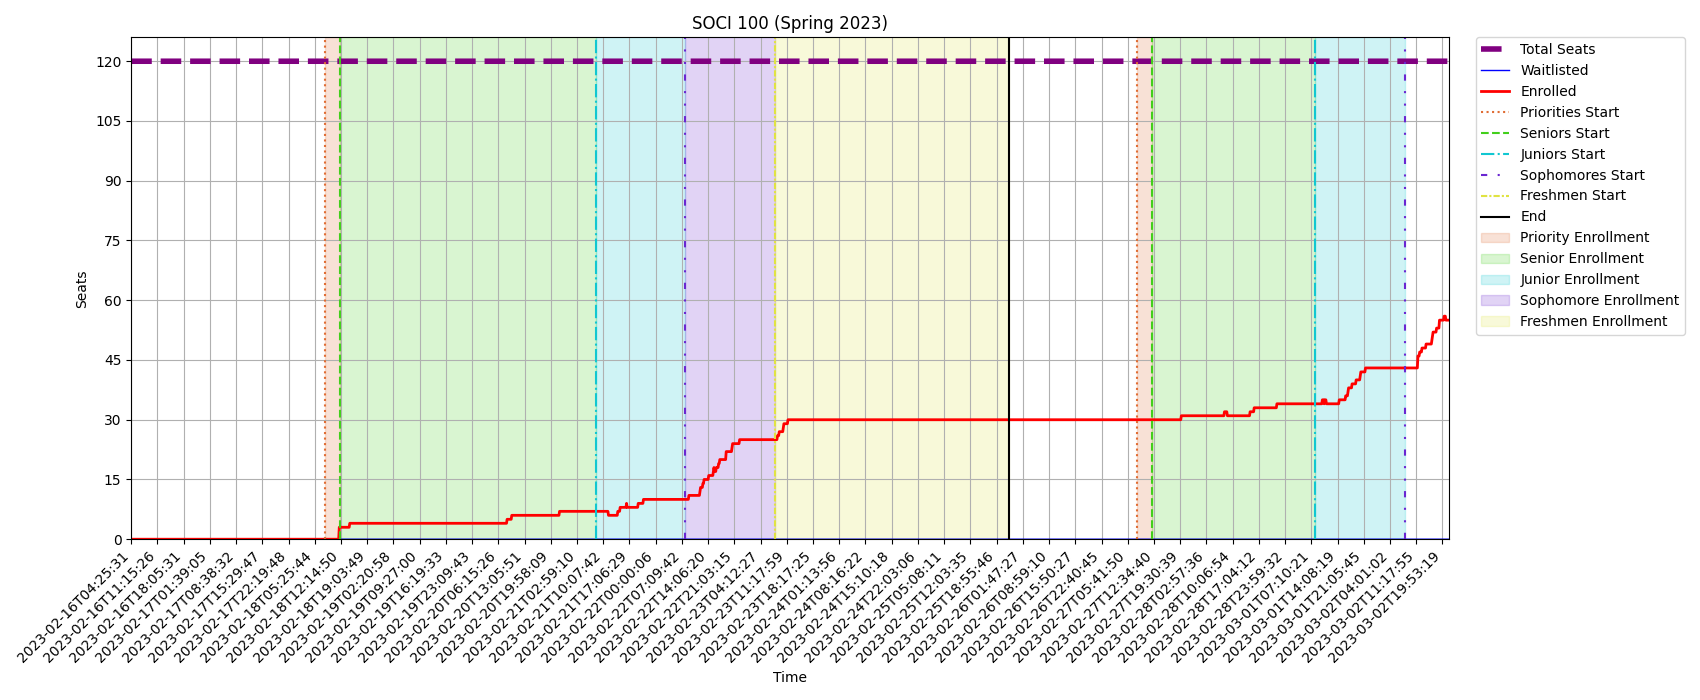 SOCI 100 (Spring 2023)
Seats
120
105
90
75
60
45
30
15
0
2023-02-16T04:25:31
2023-02-16T11:15:26
2023-02-16T18:05:31
2023-02-17T01:39:05
2023-02-17T08:38:32
2023-02-17T15:29:47
2023-02-17T22:19:48
2023-02-18T05:25:44
2023-02-18T12:14:50
2023-02-18T19:03:49
2023-02-19T02:20:58
2023-02-19T09:27:00
2023-02-19T16:19:33
2023-02-19T23:09:43
2023-02-20T06:15:26
2023-02-20T13:05:51
2023-02-20T19:58:09
2023-02-21T02:59:10
2023-02-21T10:07:42
2023-02-21T17:06:29
2023-02-22T00:00:06
2023-02-22T07:09:42
2023-02-22T14:06:20
2023-02-22T21:03:15
2023-02-23T04:12:27
2023-02-23T11:17:59
2023-02-23T18:17:25
2023-02-24T01:13:56
2023-02-24T08:16:22
2023-02-24T15:10:18
2023-02-24T22:03:06
2023-02-25T05:08:11
2023-02-25T12:03:35
2023-02-25T18:55:46
2023-02-26T01:47:27
2023-02-26T08:59:10
2023-02-26T15:50:27
2023-02-26T22:40:45
2023-02-27T05:41:50
2023-02-27T12:34:40
2023-02-27T19:30:39
2023-02-28T02:57:36
2023-02-28T10:06:54
2023-02-28T17:04:12
2023-02-28T23:59:32
2023-03-01T07:10:21
2023-03-01T14:08:19
2023-03-01T21:05:45
2023-03-02T04:01:02
2023-03-02T11:17:55
2023-03-02T19:53:19
Time
Total Seats
Waitlisted
Enrolled
Priorities Start
Seniors Start
Juniors Start
Sophomores Start
Freshmen Start
End
Priority Enrollment
Senior Enrollment
Junior Enrollment
Sophomore Enrollment
Freshmen Enrollment